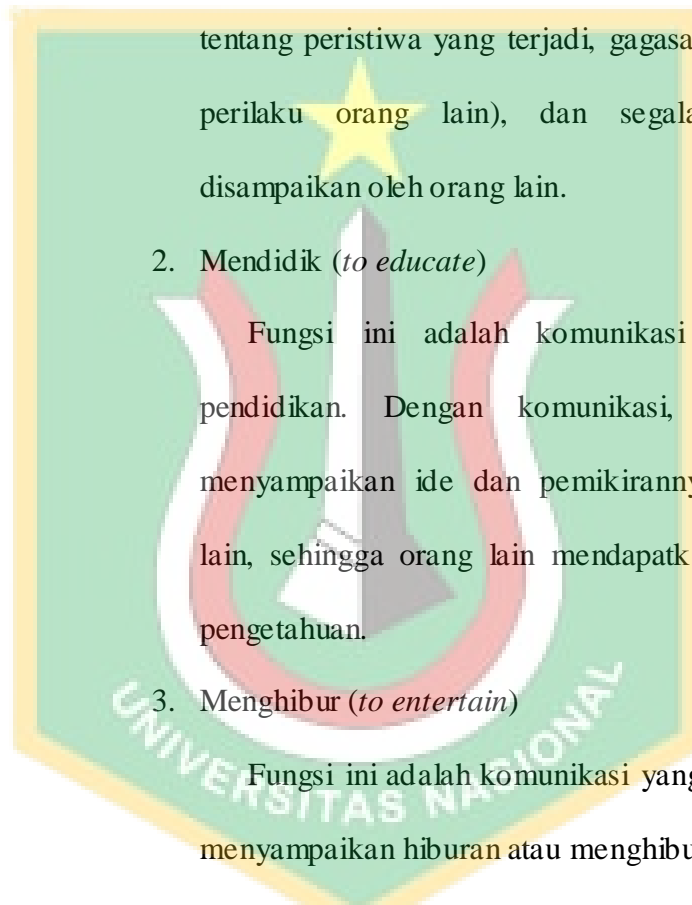 tentang peristiwa yang terjadi, gagasa
perilaku orang lain), dan segala
disampaikan oleh orang lain.
2. Mendidik (to educate)
Fungsi ini adalah komunikasi
pendidikan. Dengan komunikasi,
menyampaikan ide dan pemikiranny
lain, sehingga orang lain mendapatk
pengetahuan.
3. Menghibur (to entertain)
Fungsi ini adalah komunikasi yang
menyampaikan hiburan atau menghibu
UNIVERSITAS NASIONAL